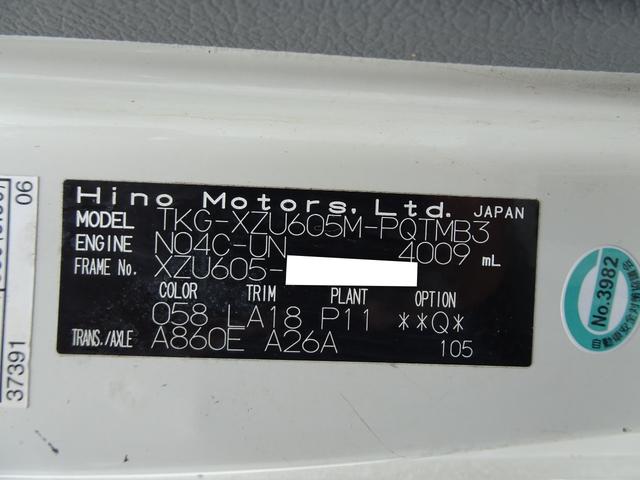 Hino Motors, Ltd. JAPAN
MODEL TKG-XZU605M-PQTMB3
ENGINE N04C-UN 4009 mL
FRAME No. XZU605-
COLOR TRIM PLANT OPTION
058 LA18 P11 **Q*
TRANS./AXLE A860E A26A 105
No.3982
37391
06